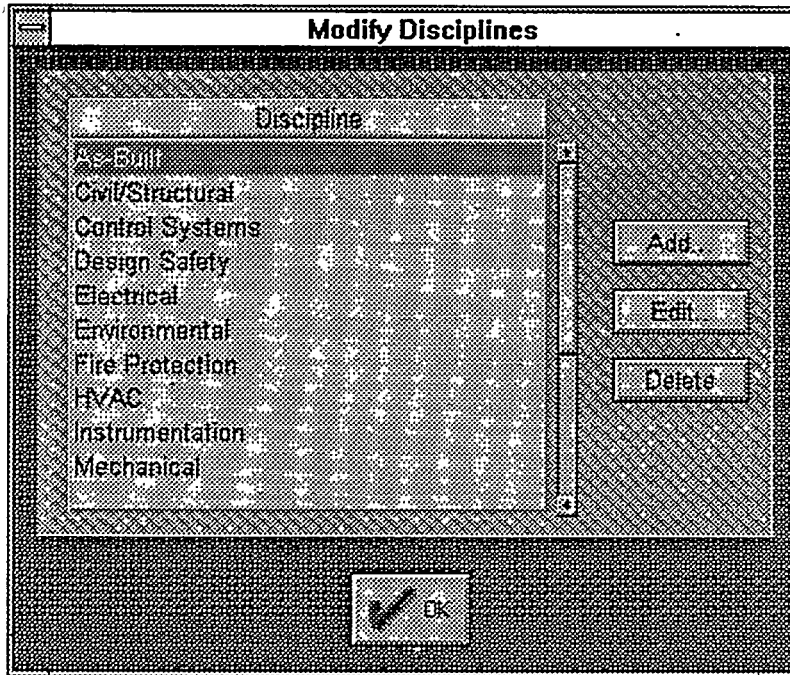 Modify Disciplines
Discipline
As-Built
Civil/Structural
Control Systems
Design Safety
Electrical
Environmental
Fire Protection
HVAC
Instrumentation
Mechanical
Add..
Edit..
Delete
OK